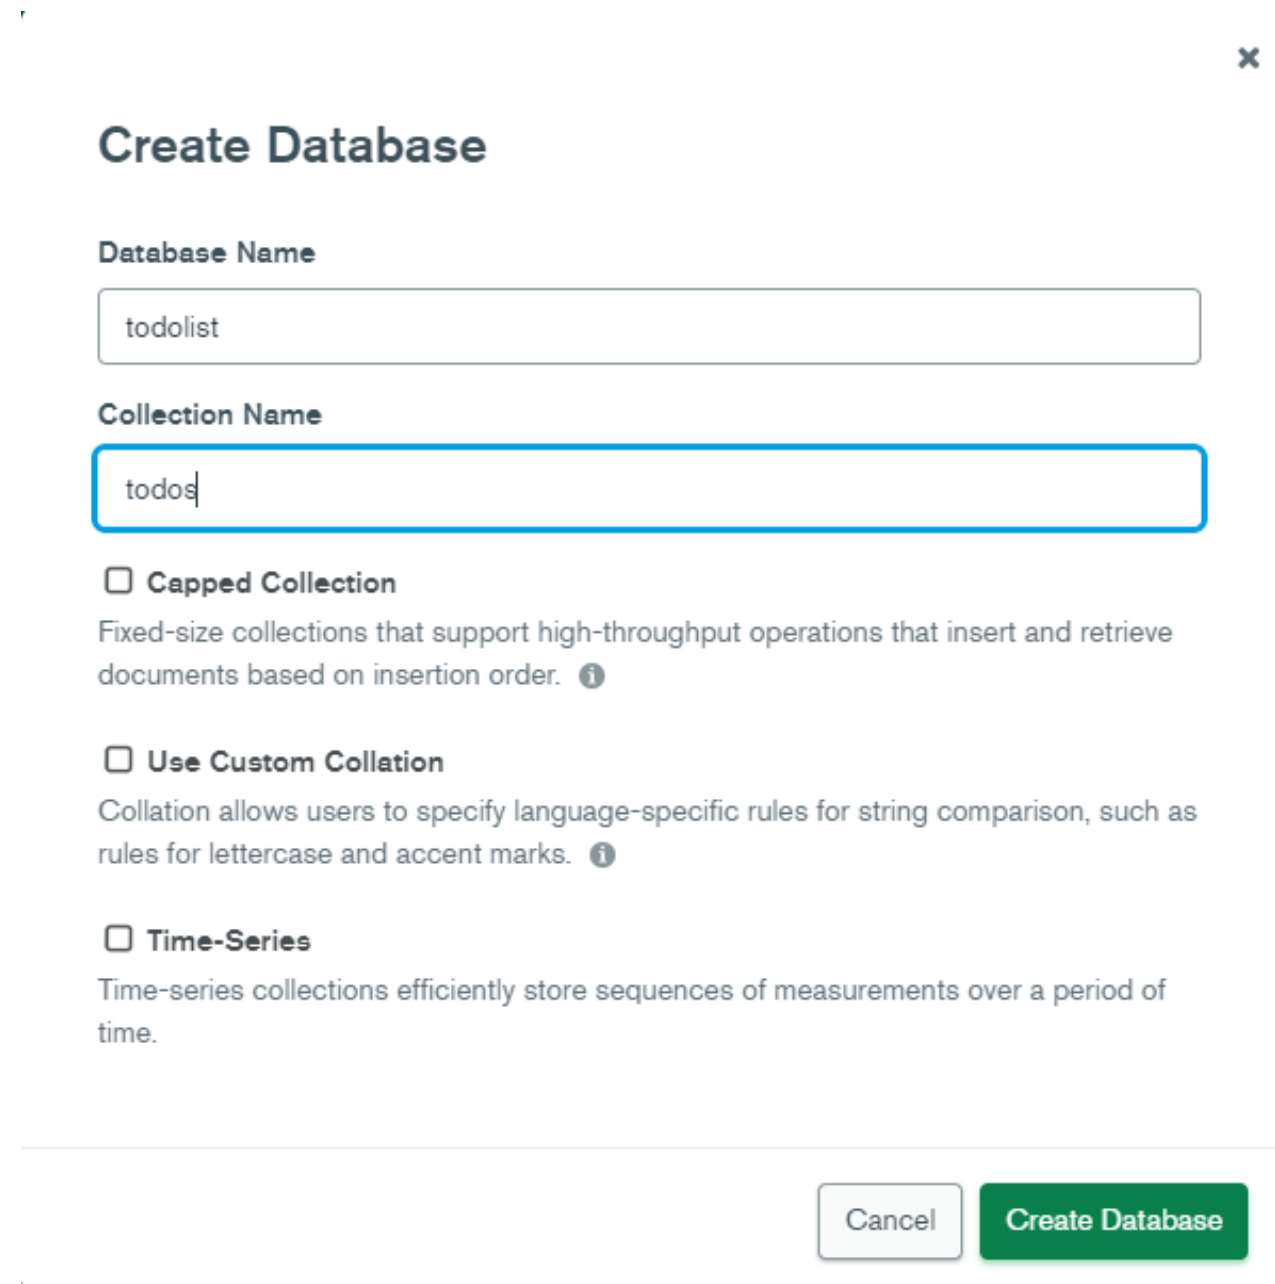 Create Database
Database Name
todolist
Collection Name
todos
Capped Collection
Fixed-size collections that support high-throughput operations that insert and retrieve
documents based on insertion order.
Use Custom Collation
Collation allows users to specify language-specific rules for string comparison, such as
rules for lettercase and accent marks.
Time-Series
Time-series collections efficiently store sequences of measurements over a period of
time.
Cancel
Create Database